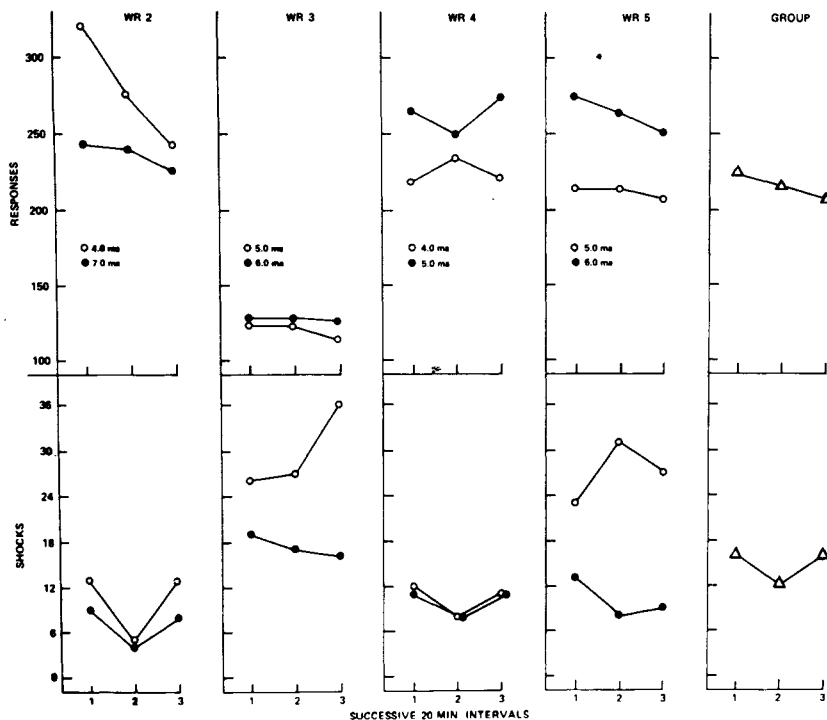 WR 2 WR 3 WR 4 WR 5 GROUP
300
250
RESPONSES
200
150
100
4.0 ms
7.0 ms
5.0 ms
6.0 ms
4.0 ms
5.0 ms
5.0 ms
6.0 ms
36
30
24
SHOCKS
18
12
6
0
1 2 3 1 2 3 1 2 3 1 2 3 1 2 3
SUCCESSIVE 20 MIN INTERVALS